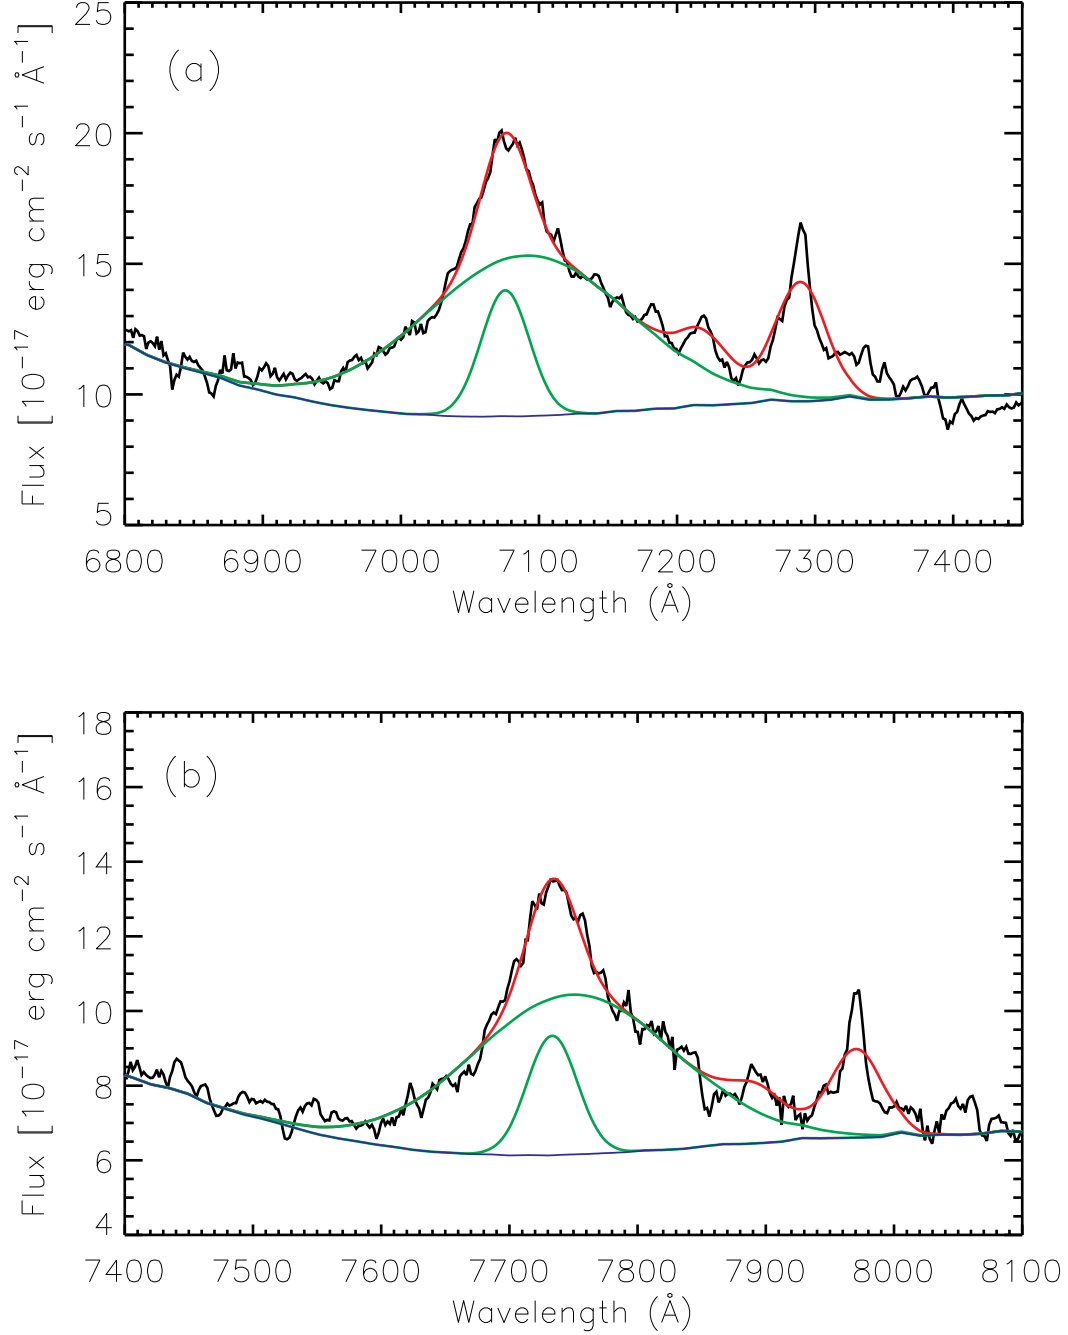 25
20
15
10
5
Flux [10⁻¹⁷ erg cm⁻² s⁻¹ Å⁻¹]
(a)
6800 6900 7000 7100 7200 7300 7400
Wavelength (Å)
18
16
14
12
10
8
6
4
Flux [10⁻¹⁷ erg cm⁻² s⁻¹ Å⁻¹]
(b)
7400 7500 7600 7700 7800 7900 8000 8100
Wavelength (Å)